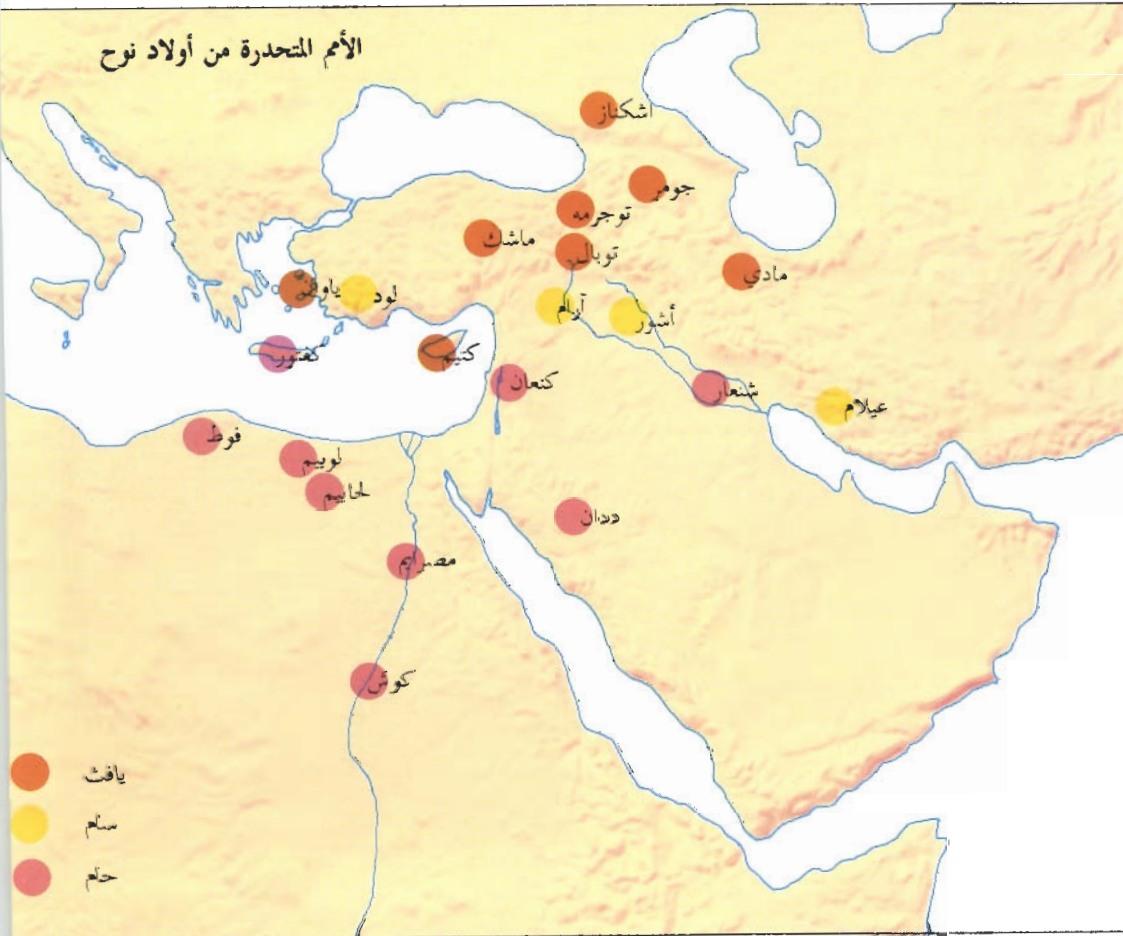 الأمم المتحدرة من أولاد نوح
اشكناز
جومر
توجرمه
ماشك
توبال
مادي
ياوان
لود
آرام
أشور
كفتور
كتيم
كنعان
شنعار
عيلام
فوط
لوبيم
لحابيم
ددان
مصرايم
كوش
يافث
سام
حام